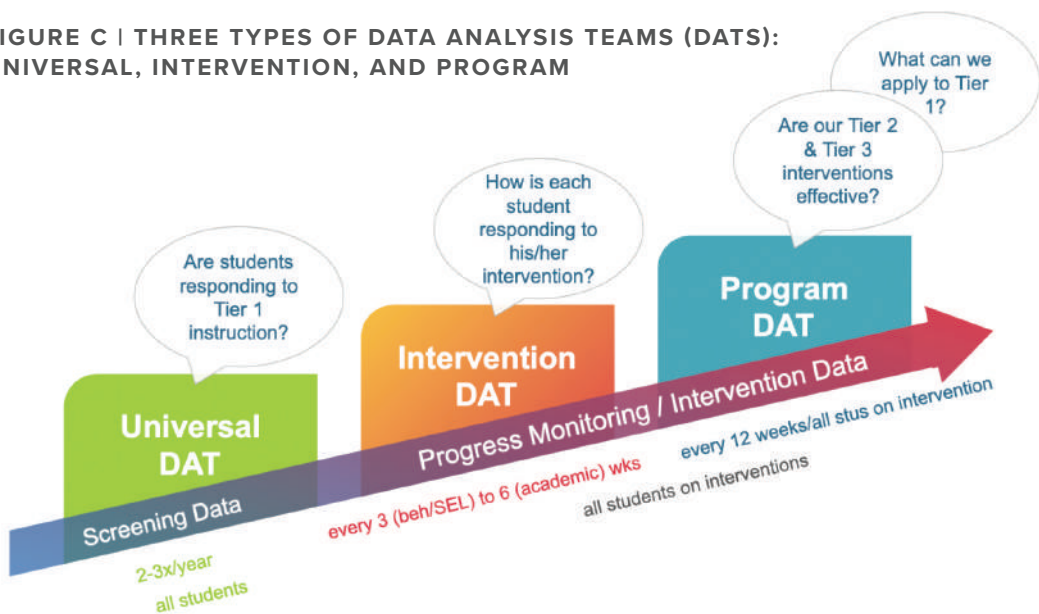 IGURE C | THREE TYPES OF DATA ANALYSIS TEAMS (DATS):
NIVERSAL, INTERVENTION, AND PROGRAM
What can we
apply to Tier
1?
Are our Tier 2
& Tier 3
interventions
effective?
How is each
student
responding to
his/her
intervention?
Are students
responding to
Tier 1
instruction?
Universal
DAT
Intervention
DAT
Program
DAT
Screening Data
Progress Monitoring / Intervention Data
2-3x/year
all students
every 3 (beh/SEL) to 6 (academic) wks
all students on interventions
every 12 weeks/all stus on intervention